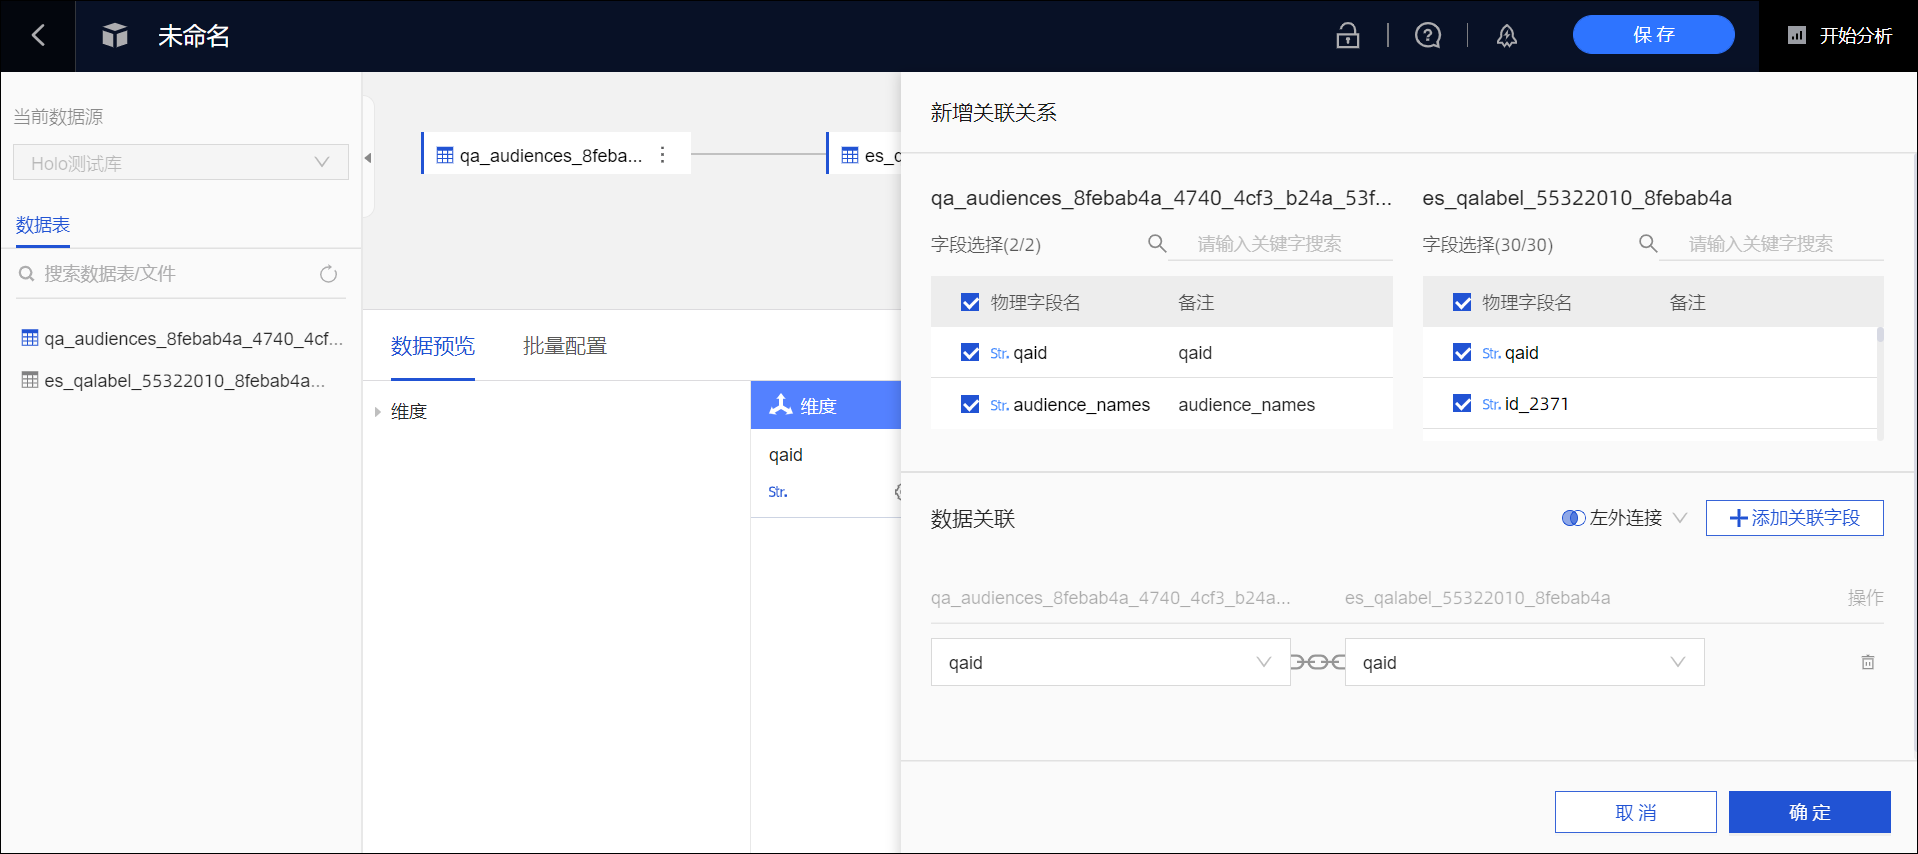 未命名
保 存
开始分析
当前数据源
Holo测试库
数据表
搜索数据表/文件
qa_audiences_8febab4a_4740_4cf...
es_qalabel_55322010_8febab4a...
qa_audiences_8feba...
es_q
数据预览
批量配置
维度
维度
qaid
Str.
新增关联关系
qa_audiences_8febab4a_4740_4cf3_b24a_53f...
字段选择(2/2)
请输入关键字搜索
物理字段名
备注
Str. qaid
qaid
Str. audience_names
audience_names
es_qalabel_55322010_8febab4a
字段选择(30/30)
请输入关键字搜索
物理字段名
备注
Str. qaid
Str. id_2371
数据关联
左外连接
添加关联字段
qa_audiences_8febab4a_4740_4cf3_b24a...
es_qalabel_55322010_8febab4a
操作
qaid
qaid
取 消
确 定